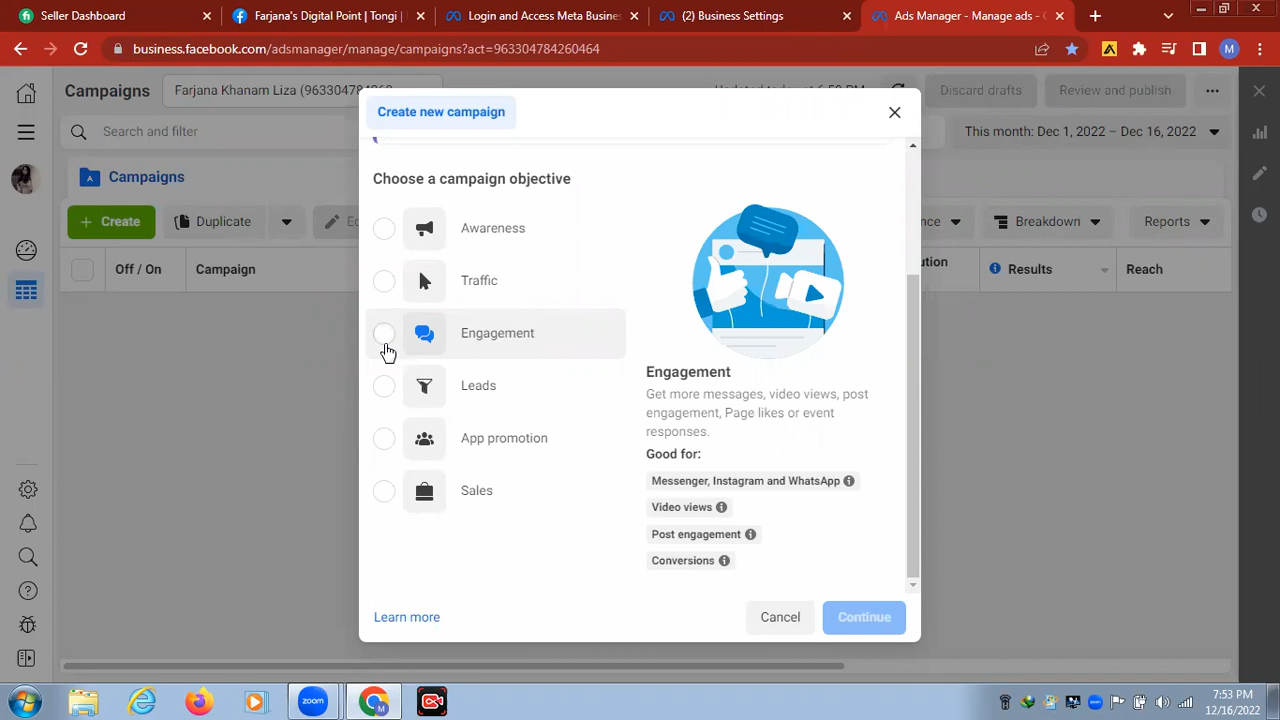 Seller Dashboard
Farjana's Digital Point | Tongi |
Login and Access Meta Busines
(2) Business Settings
Ads Manager - Manage ads - C
business.facebook.com/adsmanager/manage/campaigns?act=963304784260464
M
Campaigns
Farjana Khanam Liza (963304784260
Discard drafts
Review and publish
Create new campaign
Search and filter
This month: Dec 1, 2022 – Dec 16, 2022
Campaigns
Choose a campaign objective
+ Create
Duplicate
Breakdown
Reports
Off / On
Campaign
Results
Reach
Awareness
Traffic
Engagement
Leads
App promotion
Sales
Engagement
Get more messages, video views, post
engagement, Page likes or event
responses.
Good for:
Messenger, Instagram and WhatsApp
Video views
Post engagement
Conversions
Learn more
Cancel
Continue
zoom
7:53 PM
12/16/2022